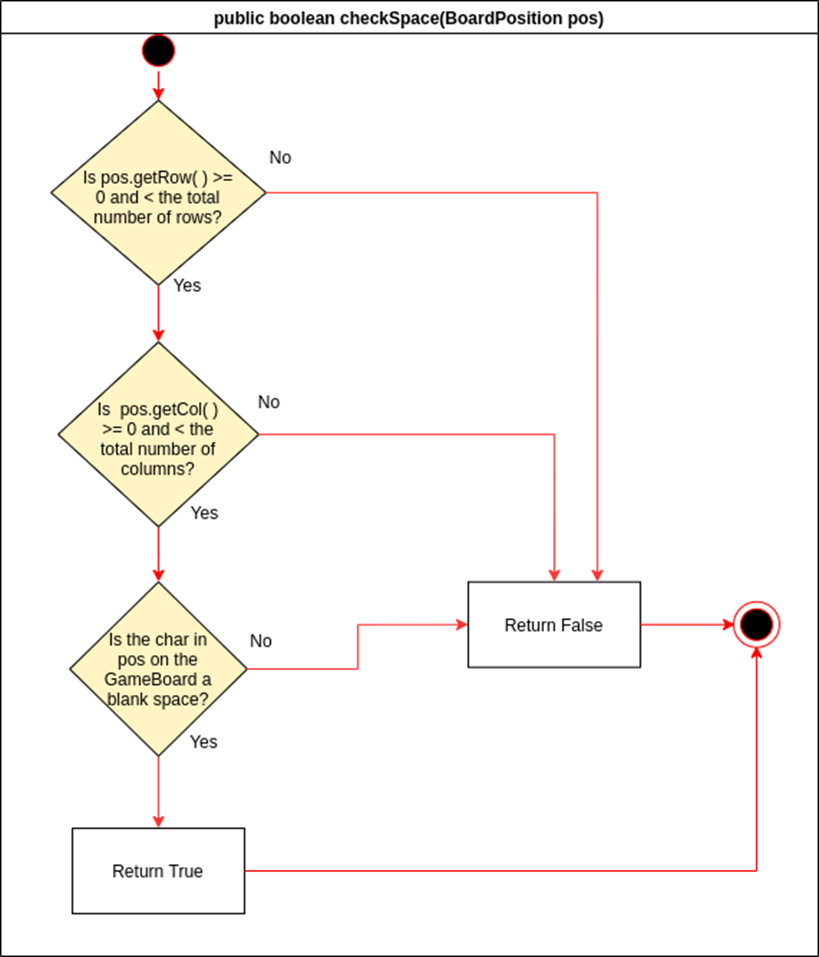 public boolean checkSpace(BoardPosition pos)
No
Is pos.getRow( ) >=
0 and < the total
number of rows?
Yes
No
Is  pos.getCol( )
>= 0 and < the
total number of
columns?
Yes
Is the char in
pos on the
GameBoard a
blank space?
No
Return False
Yes
Return True